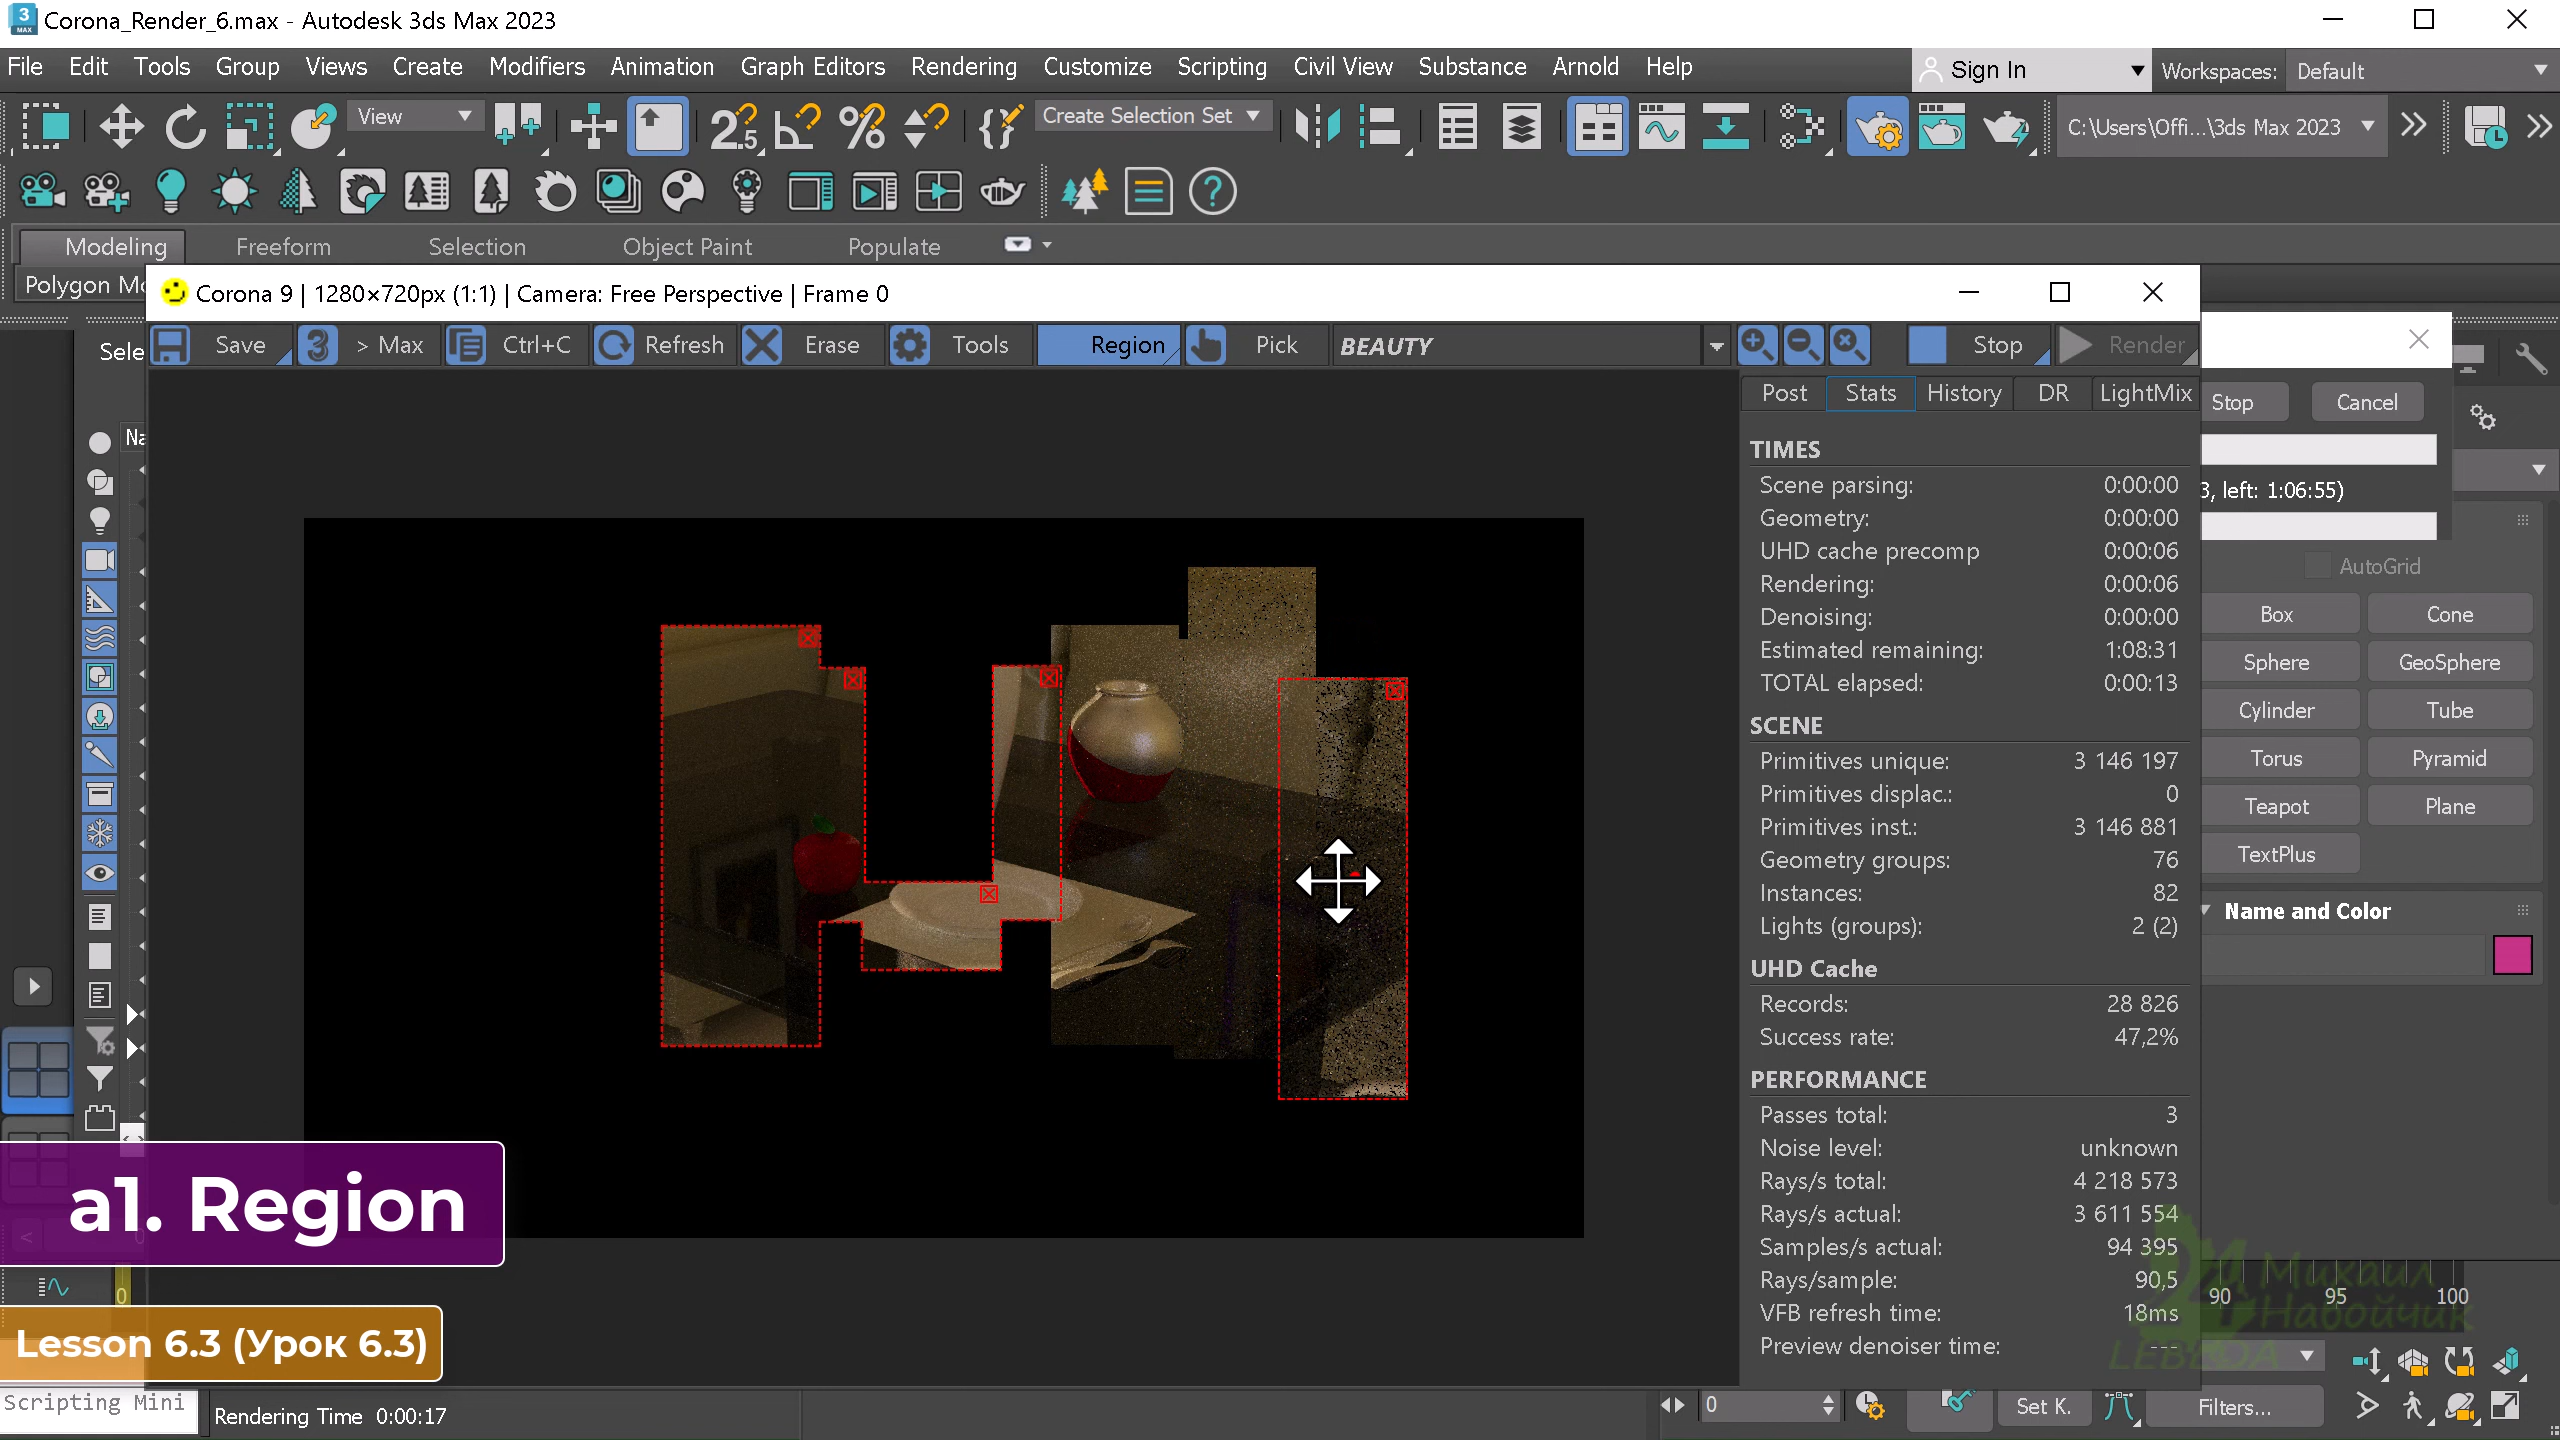 Corona_Render_6.max - Autodesk 3ds Max 2023
File Edit Tools Group Views Create Modifiers Animation Graph Editors Rendering Customize Scripting Civil View Substance Arnold Help
Sign In
Workspaces: Default
View
2.5
Create Selection Set
C:\Users\Offi...\3ds Max 2023
Modeling Freeform Selection Object Paint Populate
Polygon Mo
Corona 9 | 1280×720px (1:1) | Camera: Free Perspective | Frame 0
Save > Max Ctrl+C Refresh Erase Tools Region Pick BEAUTY Stop Render
Sele
Post Stats History DR LightMix
Stop Cancel
Na
TIMES
Scene parsing: 0:00:00
3, left: 1:06:55)
Geometry: 0:00:00
UHD cache precomp 0:00:06
AutoGrid
Rendering: 0:00:06
Box Cone
Denoising: 0:00:00
Estimated remaining: 1:08:31
Sphere GeoSphere
TOTAL elapsed: 0:00:13
Cylinder Tube
SCENE
Primitives unique: 3 146 197
Torus Pyramid
Primitives displac.: 0
Teapot Plane
Primitives inst.: 3 146 881
TextPlus
Geometry groups: 76
Instances: 82
Name and Color
Lights (groups): 2 (2)
UHD Cache
Records: 28 826
Success rate: 47,2%
PERFORMANCE
Passes total: 3
Noise level: unknown
Rays/s total: 4 218 573
Rays/s actual: 3 611 554
Samples/s actual: 94 395
Rays/sample: 90,5
VFB refresh time: 18ms
Preview denoiser time: ---
a1. Region
0
90 95 100
Михаил
Набойчик
Lesson 6.3 (Урок 6.3)
Scripting Mini
Rendering Time 0:00:17
0
Set K.
Filters...